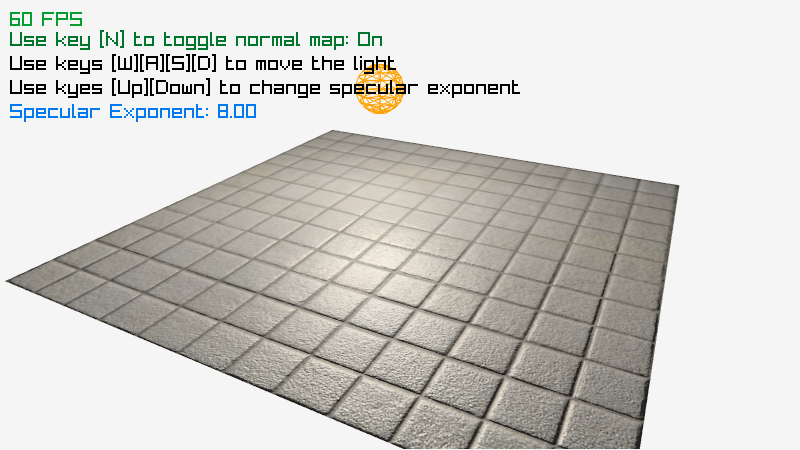 60 FPS
Use key [N] to toggle normal map: On
Use keys [W][A][S][D] to move the light
Use kyes [Up][Down] to change specular exponent
Specular Exponent: 8.00